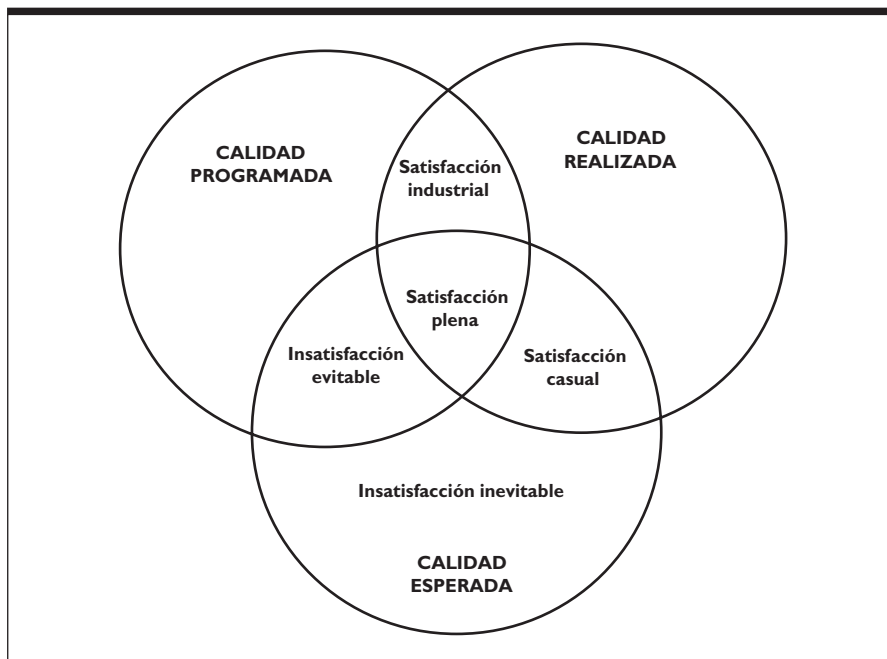 CALIDAD
PROGRAMADA
CALIDAD
REALIZADA
Satisfacción
industrial
Satisfacción
plena
Insatisfacción
evitable
Satisfacción
casual
Insatisfacción inevitable
CALIDAD
ESPERADA